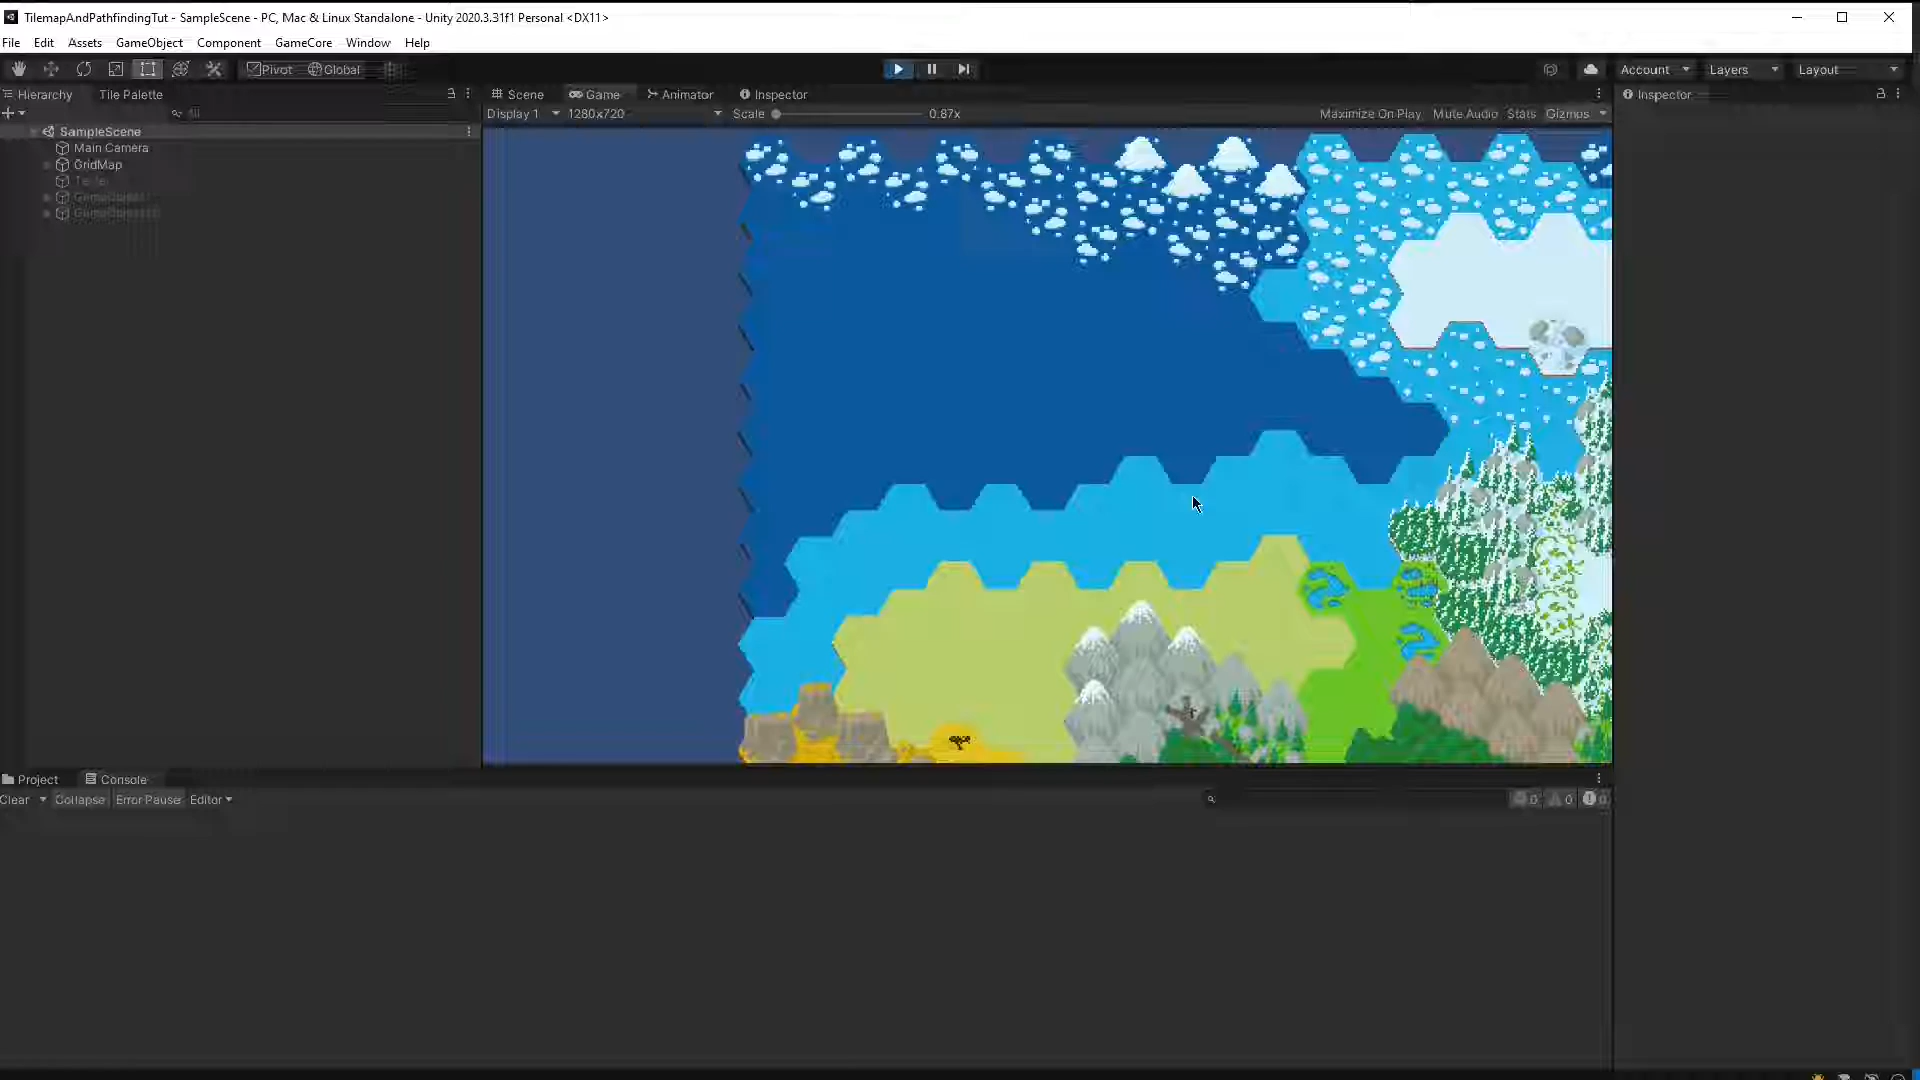 TilemapAndPathfindingTut - SampleScene - PC, Mac & Linux Standalone - Unity 2020.3.31f1 Personal <DX11>
File Edit Assets GameObject Component GameCore Window Help
Pivot Global Account Layers Layout
Hierarchy Tile Palette Scene Game Animator Inspector Inspector
Display 1 1280x720 Scale 0.87x Maximize On Play Mute Audio Stats Gizmos
SampleScene
Main Camera
GridMap
Project Console
Clear Collapse Error Pause Editor 0 0 0